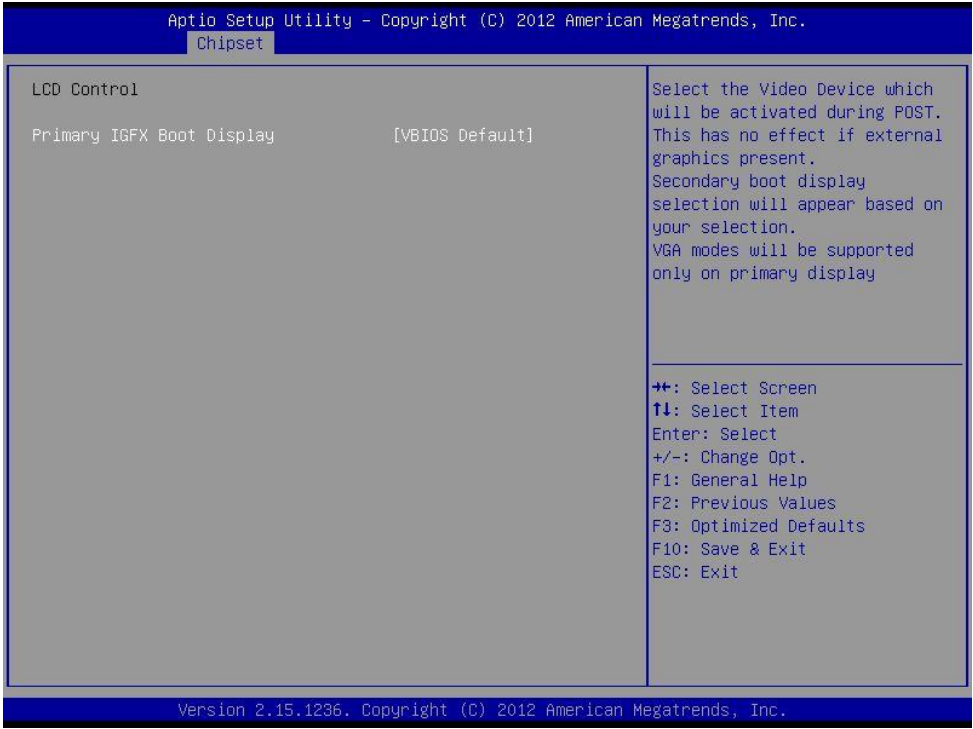 Aptio Setup Utility – Copyright (C) 2012 American Megatrends, Inc.
Chipset
LCD Control
Primary IGFX Boot Display [VBIOS Default]
Select the Video Device which
will be activated during POST.
This has no effect if external
graphics present.
Secondary boot display
selection will appear based on
your selection.
VGA modes will be supported
only on primary display
→←: Select Screen
↑↓: Select Item
Enter: Select
+/-: Change Opt.
F1: General Help
F2: Previous Values
F3: Optimized Defaults
F10: Save & Exit
ESC: Exit
Version 2.15.1236. Copyright (C) 2012 American Megatrends, Inc.